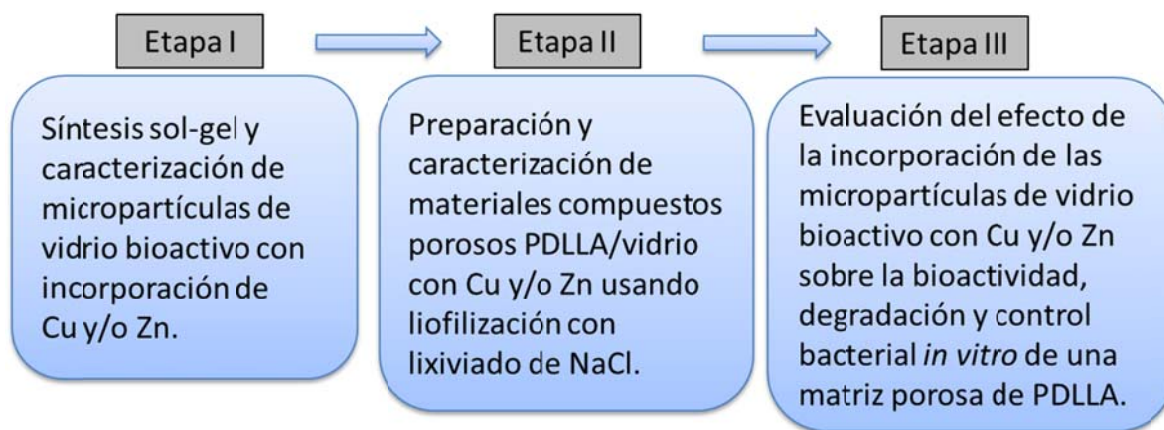 Etapa I
Síntesis sol-gel y
caracterización de
micropartículas de
vidrio bioactivo con
incorporación de
Cu y/o Zn.
Etapa II
Preparación y
caracterización de
materiales compuestos
porosos PDLLA/vidrio
con Cu y/o Zn usando
liofilización con
lixiviado de NaCl.
Etapa III
Evaluación del efecto de
la incorporación de las
micropartículas de vidrio
bioactivo con Cu y/o Zn
sobre la bioactividad,
degradación y control
bacterial in vitro de una
matriz porosa de PDLLA.